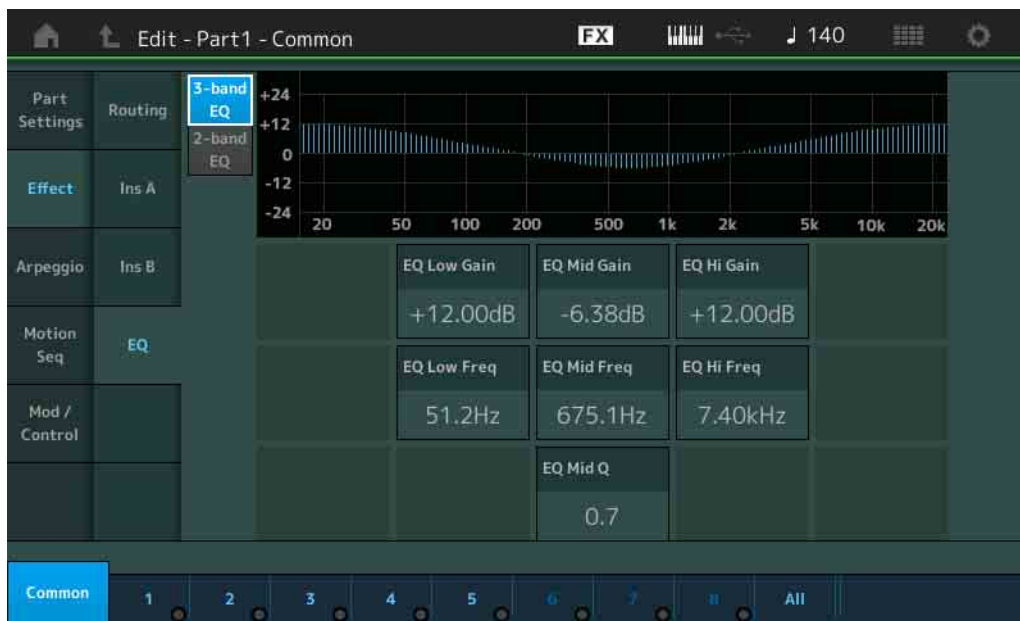 Edit - Part1 - Common
FX
♩ 140
Part
Settings
Effect
Arpeggio
Motion
Seq
Mod /
Control
Routing
Ins A
Ins B
EQ
3-band
EQ
2-band
EQ
+24
+12
0
-12
-24
20 50 100 200 500 1k 2k 5k 10k 20k
EQ Low Gain
+12.00dB
EQ Mid Gain
-6.38dB
EQ Hi Gain
+12.00dB
EQ Low Freq
51.2Hz
EQ Mid Freq
675.1Hz
EQ Hi Freq
7.40kHz
EQ Mid Q
0.7
Common 1 2 3 4 5 6 7 8 All